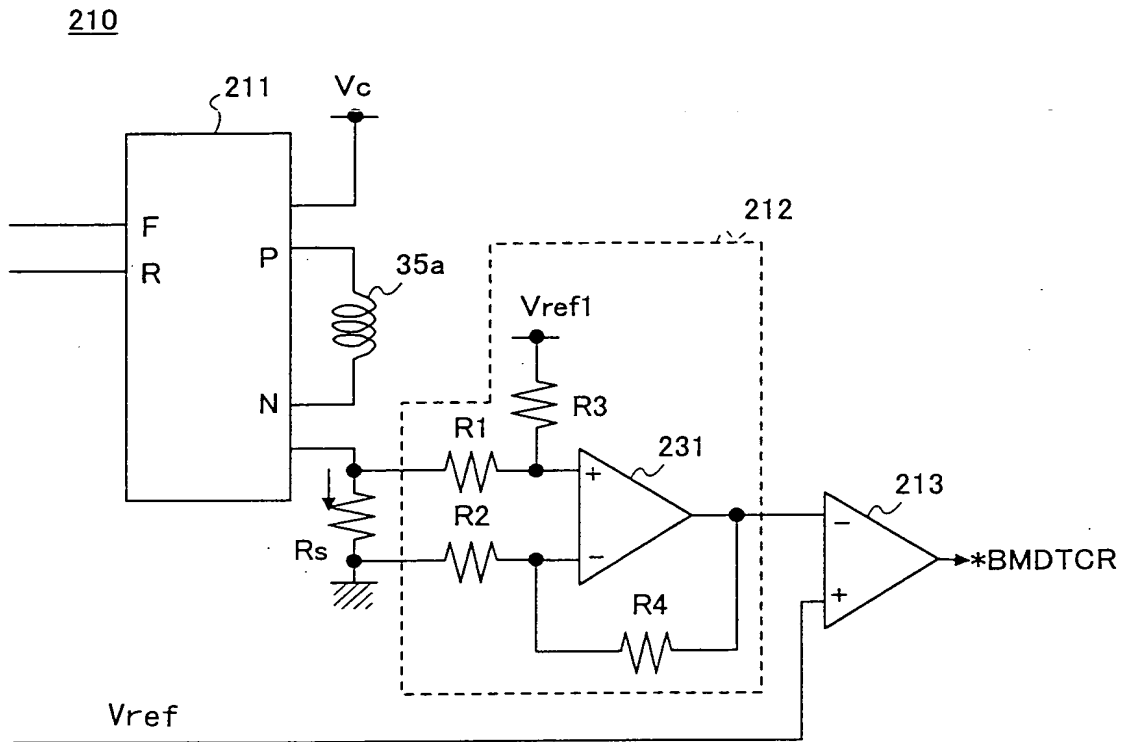 210
211
Vc
F
R
P
N
35a
212
Vref1
R3
R1
R2
Rs
+
−
231
R4
213
−
+
*BMDTCR
Vref